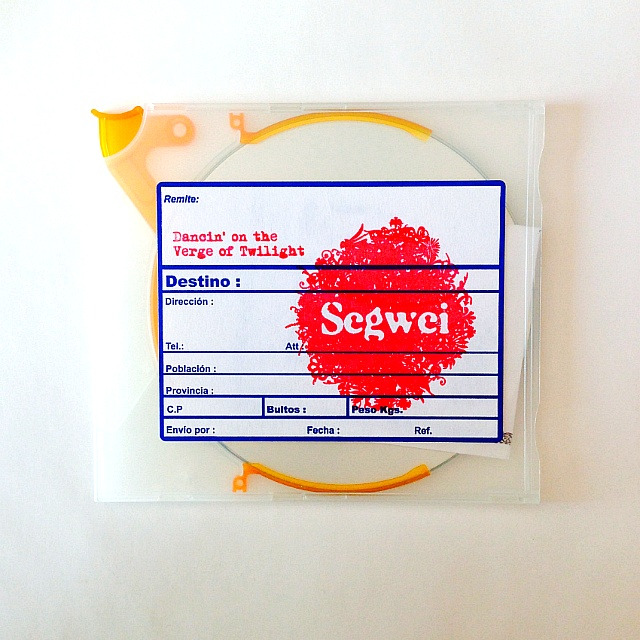 Remite:
Dancin' on the
Verge of Twilight
Segwei
Destino :
Dirección :
Tel.: Att.:
Población :
Provincia :
C.P Bultos : Peso Kgs.
Envío por : Fecha : Ref.